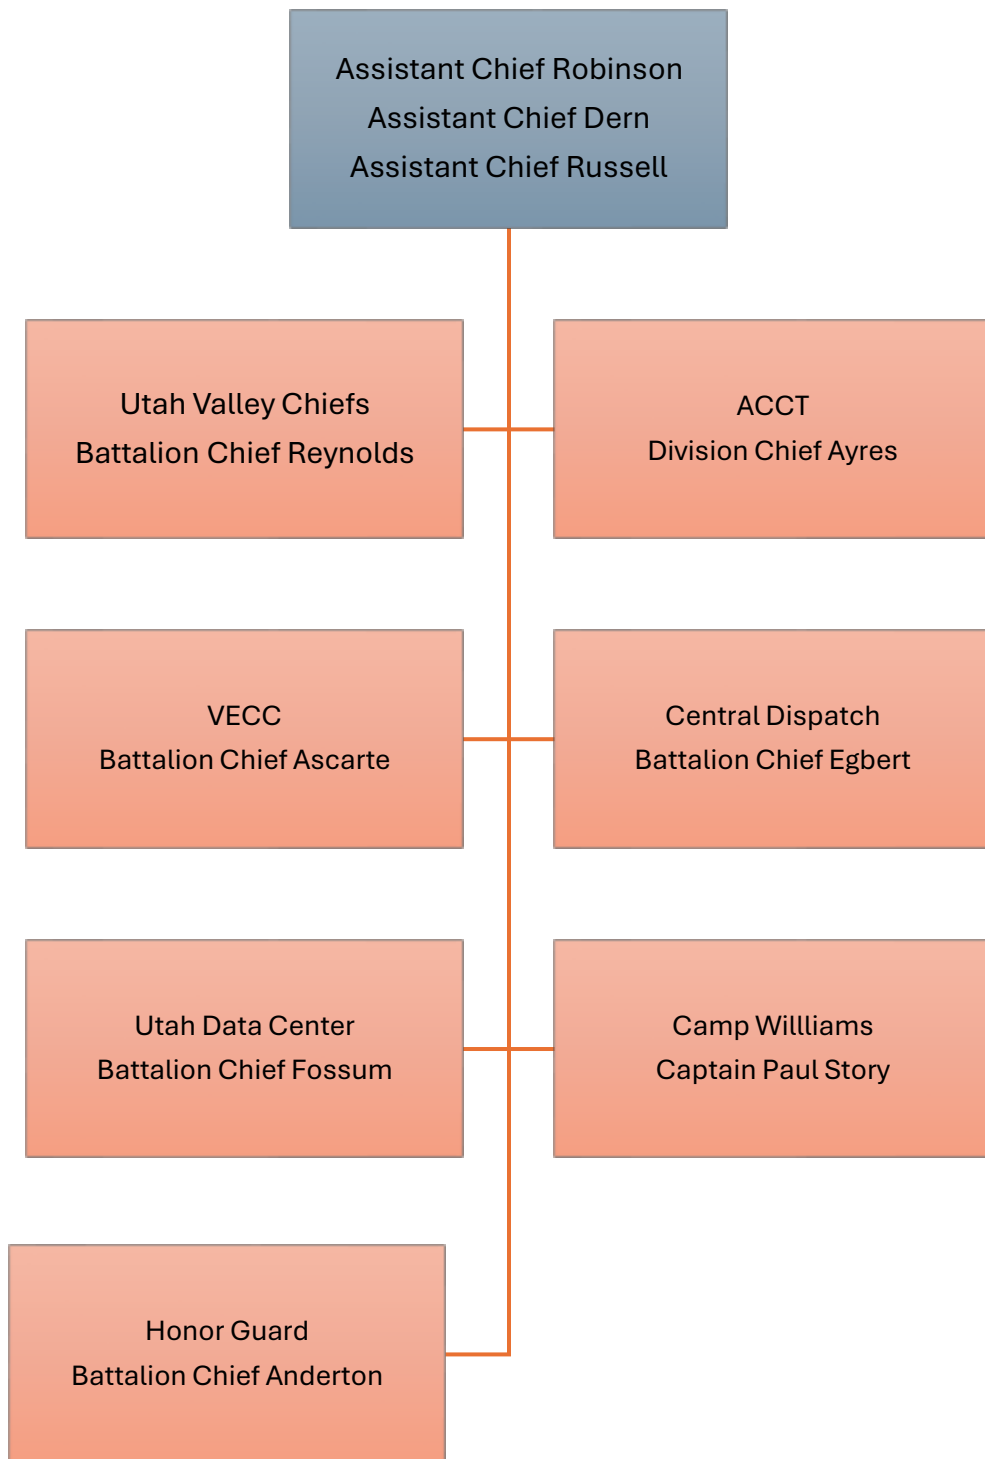 Assistant Chief Robinson
Assistant Chief Dern
Assistant Chief Russell
Utah Valley Chiefs
Battalion Chief Reynolds
ACCT
Division Chief Ayres
VECC
Battalion Chief Ascarte
Central Dispatch
Battalion Chief Egbert
Utah Data Center
Battalion Chief Fossum
Camp Willliams
Captain Paul Story
Honor Guard
Battalion Chief Anderton